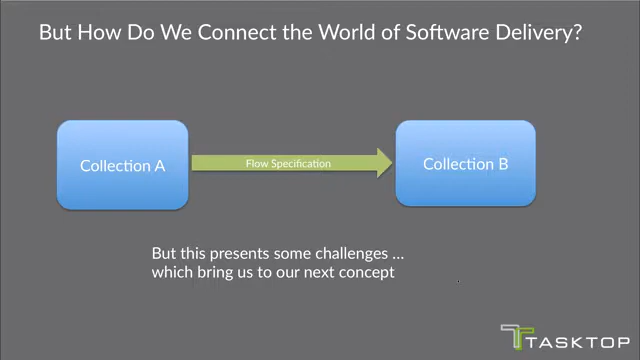 But How Do We Connect the World of Software Delivery?
Collection A
Flow Specification
Collection B
But this presents some challenges ...
which bring us to our next concept
TASKTOP